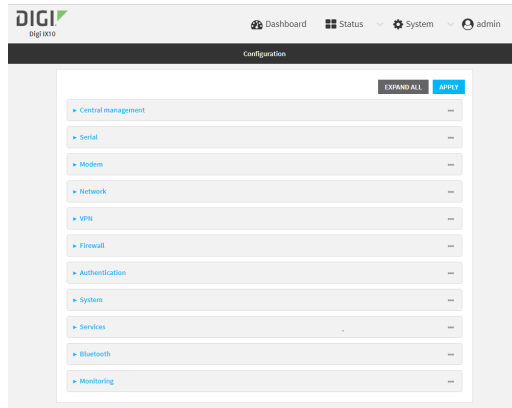 DIGI
Digi IX10
Dashboard Status System admin
Configuration
EXPAND ALL APPLY
Central management
Serial
Modem
Network
VPN
Firewall
Authentication
System
Services
Bluetooth
Monitoring